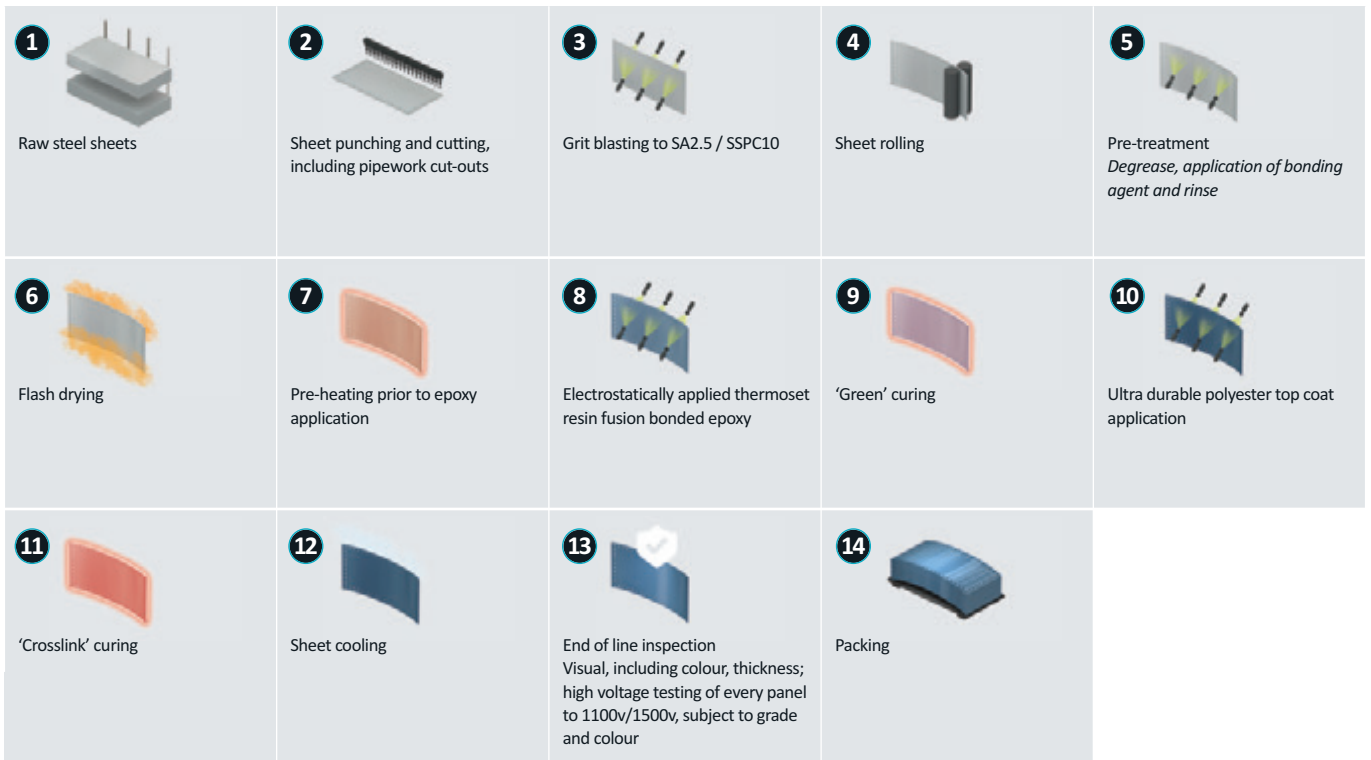 1
Raw steel sheets
2
Sheet punching and cutting,
including pipework cut-outs
3
Grit blasting to SA2.5 / SSPC10
4
Sheet rolling
5
Pre-treatment
Degrease, application of bonding
agent and rinse
6
Flash drying
7
Pre-heating prior to epoxy
application
8
Electrostatically applied thermoset
resin fusion bonded epoxy
9
‘Green’ curing
10
Ultra durable polyester top coat
application
11
‘Crosslink’ curing
12
Sheet cooling
13
End of line inspection
Visual, including colour, thickness;
high voltage testing of every panel
to 1100v/1500v, subject to grade
and colour
14
Packing